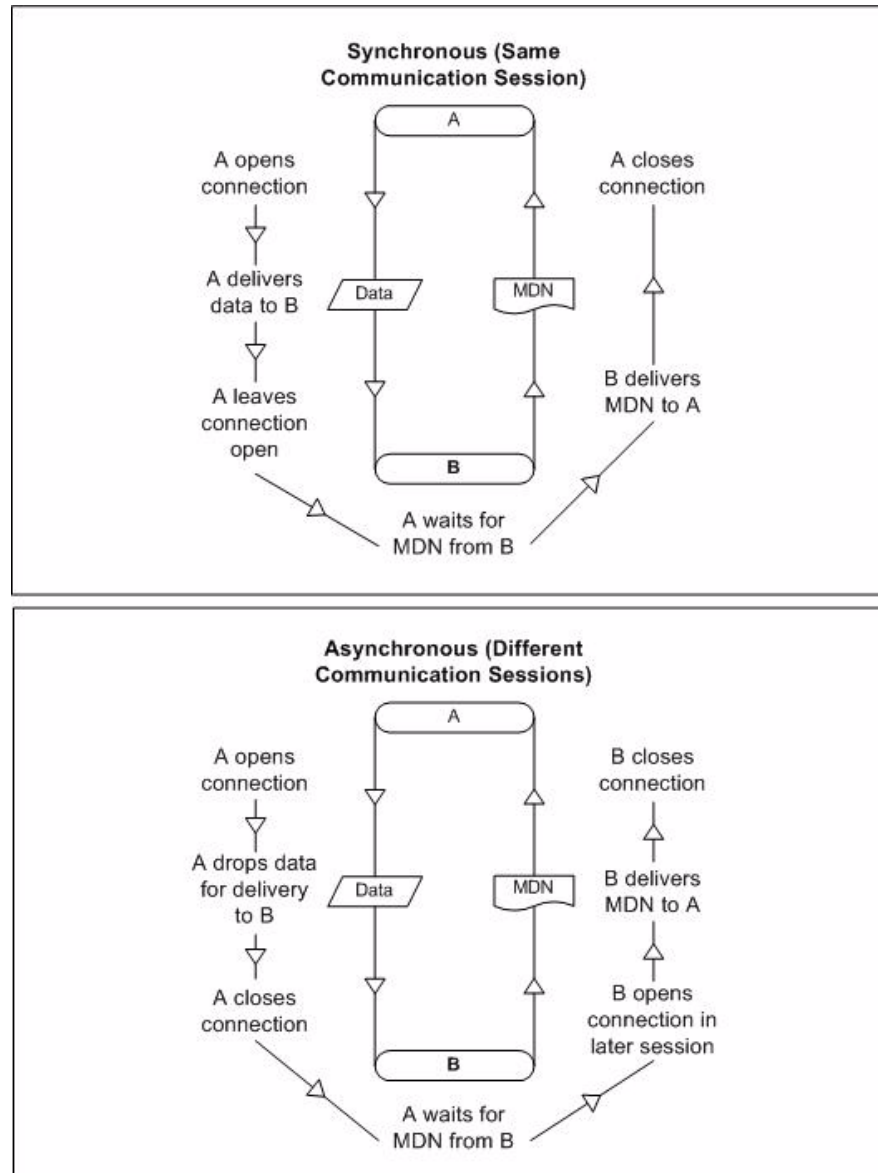 Synchronous (Same
Communication Session)
A
A opens
connection
A closes
connection
A delivers
data to B
Data
MDN
A leaves
connection
open
B delivers
MDN to A
B
A waits for
MDN from B
Asynchronous (Different
Communication Sessions)
A
A opens
connection
B closes
connection
A drops data
for delivery
to B
Data
MDN
B delivers
MDN to A
A closes
connection
B opens
connection in
later session
B
A waits for
MDN from B